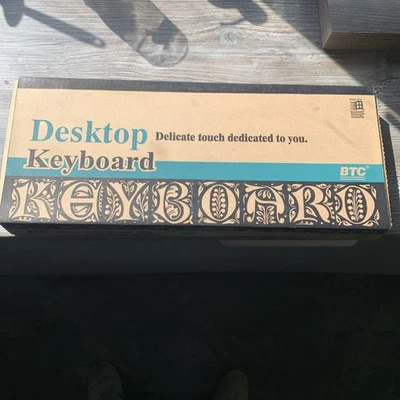 Desktop Delicate touch dedicated to you.
Keyboard
BTC
KEYBOARD